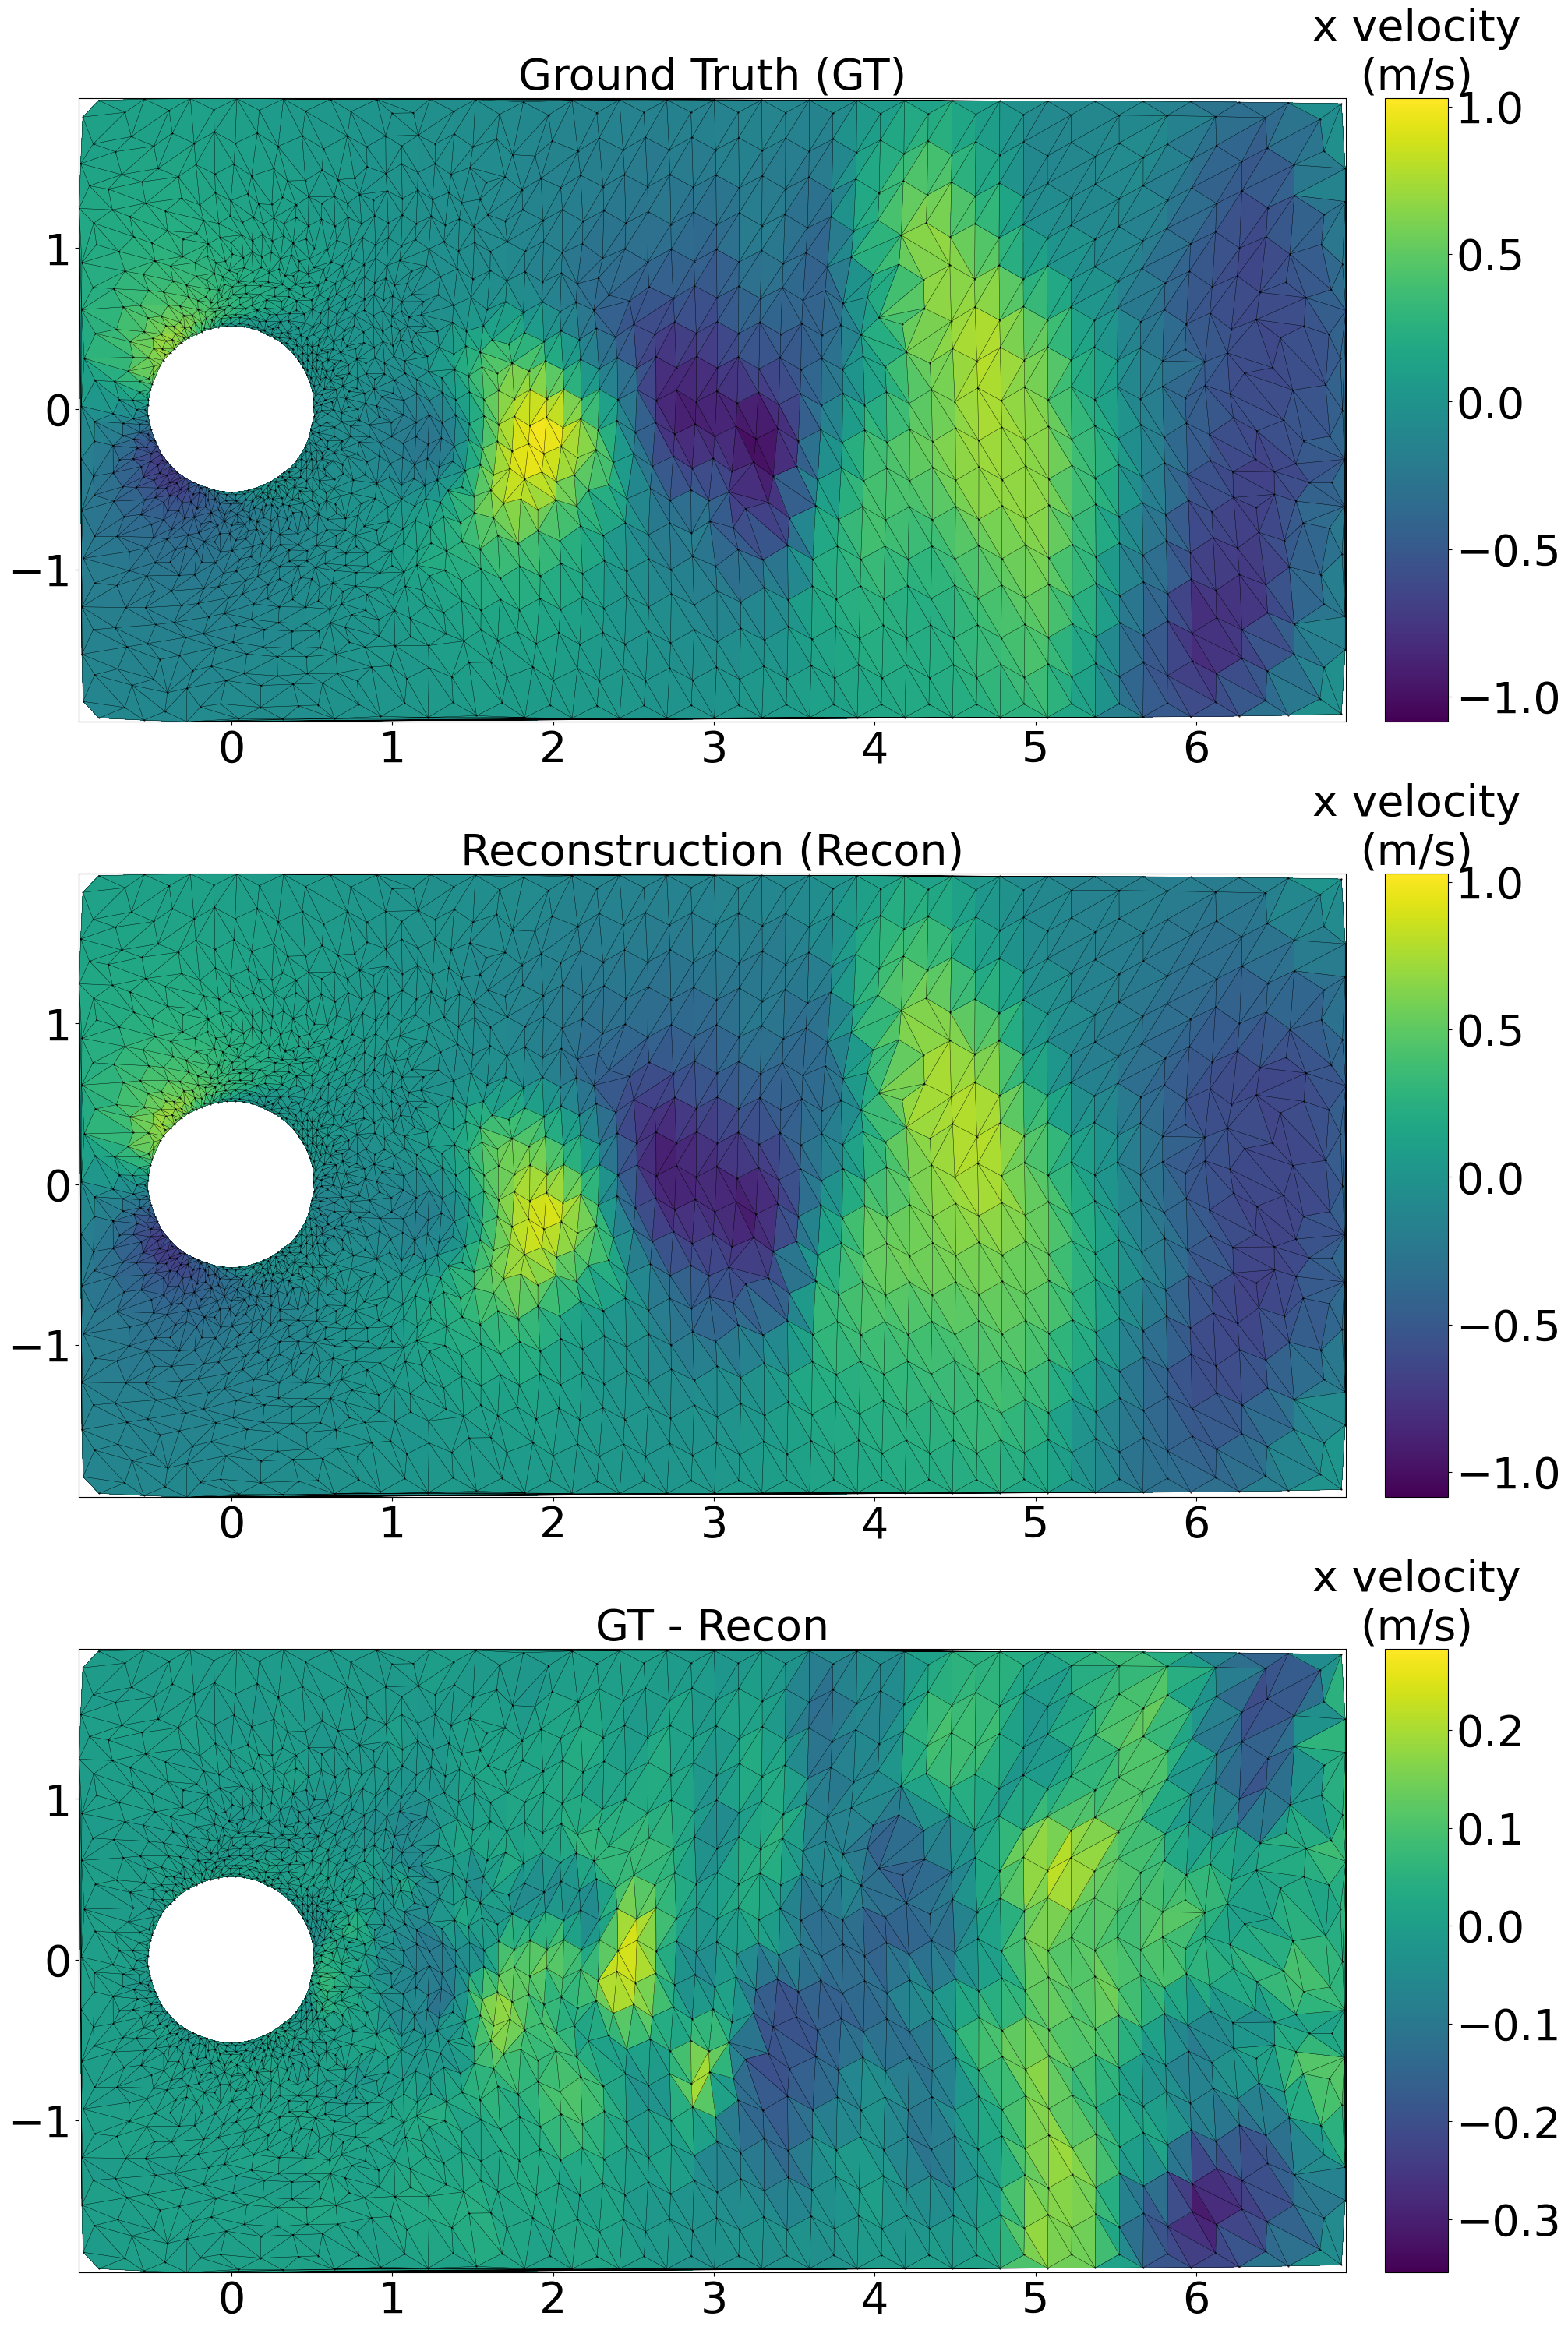 x velocity
(m/s)
Ground Truth (GT)
1.0
0.5
0.0
−0.5
−1.0
1
0
−1
0 1 2 3 4 5 6
x velocity
(m/s)
Reconstruction (Recon)
1.0
0.5
0.0
−0.5
−1.0
1
0
−1
0 1 2 3 4 5 6
x velocity
(m/s)
GT - Recon
0.2
0.1
0.0
−0.1
−0.2
−0.3
1
0
−1
0 1 2 3 4 5 6